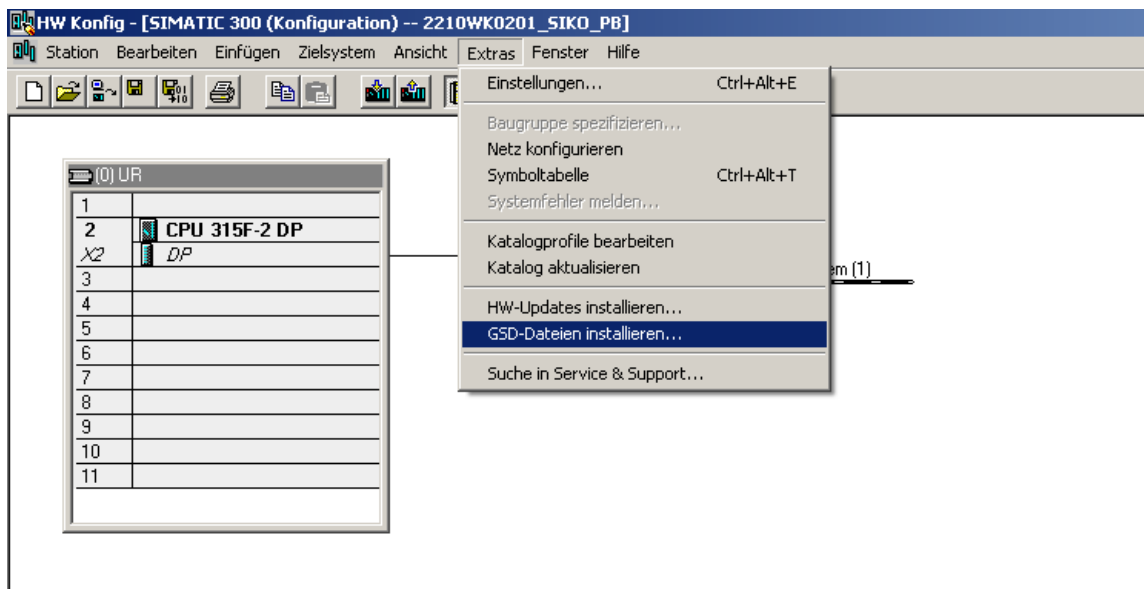 HW Konfig - [SIMATIC 300 (Konfiguration) -- 2210WK0201_SIKO_PB]
Station Bearbeiten Einfügen Zielsystem Ansicht Extras Fenster Hilfe
Einstellungen... Ctrl+Alt+E
Baugruppe spezifizieren...
Netz konfigurieren
Symboltabelle Ctrl+Alt+T
Systemfehler melden...
Katalogprofile bearbeiten
Katalog aktualisieren
HW-Updates installieren...
GSD-Dateien installieren...
Suche in Service & Support...
(0) UR
1
2 CPU 315F-2 DP
X2 DP
3
4
5
6
7
8
9
10
11
em (1)